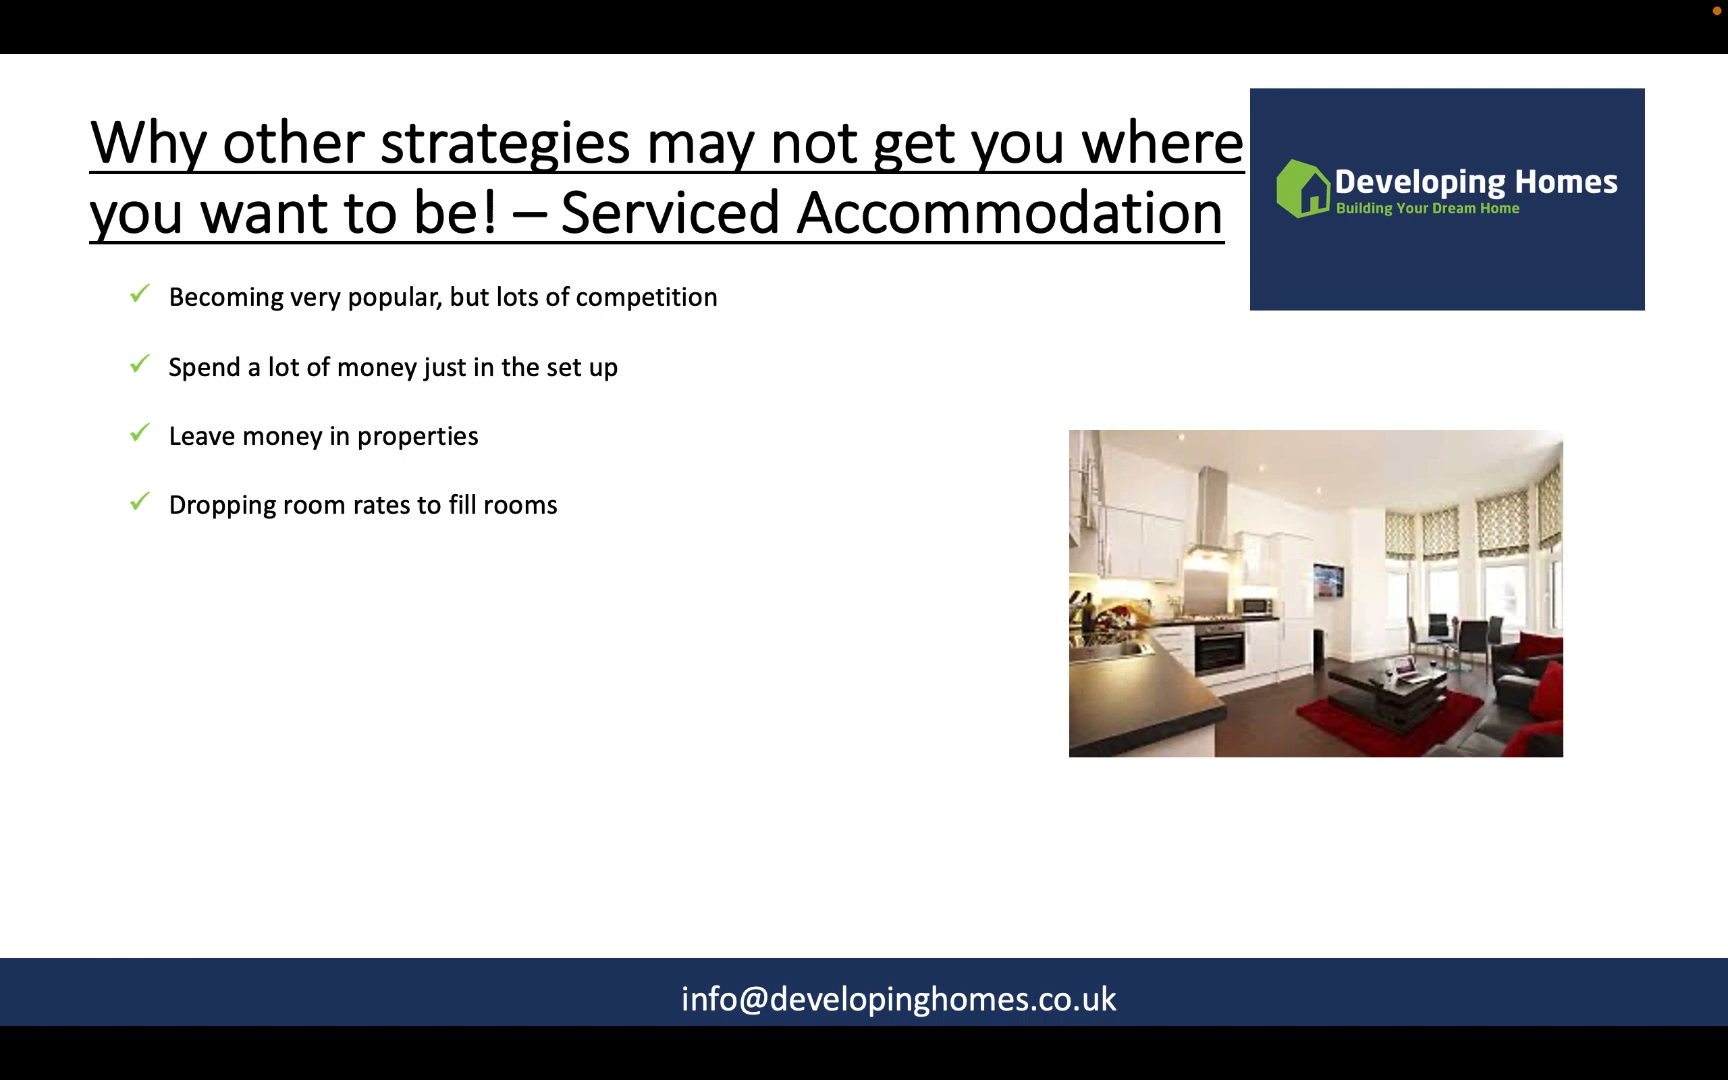 Why other strategies may not get you where
you want to be! – Serviced Accommodation
Developing Homes
Building Your Dream Home
Becoming very popular, but lots of competition
Spend a lot of money just in the set up
Leave money in properties
Dropping room rates to fill rooms
info@developinghomes.co.uk